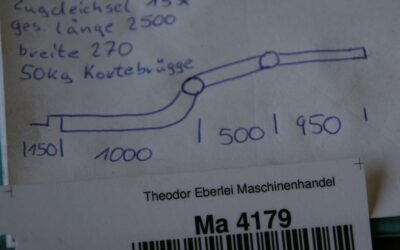 Zugdeichsel 15x
ges. länge 2500
breite 270
50kg Kortebrügge
|150| 1000 | 500 | 950 |
Theodor Eberlei Maschinenhandel
Ma 4179